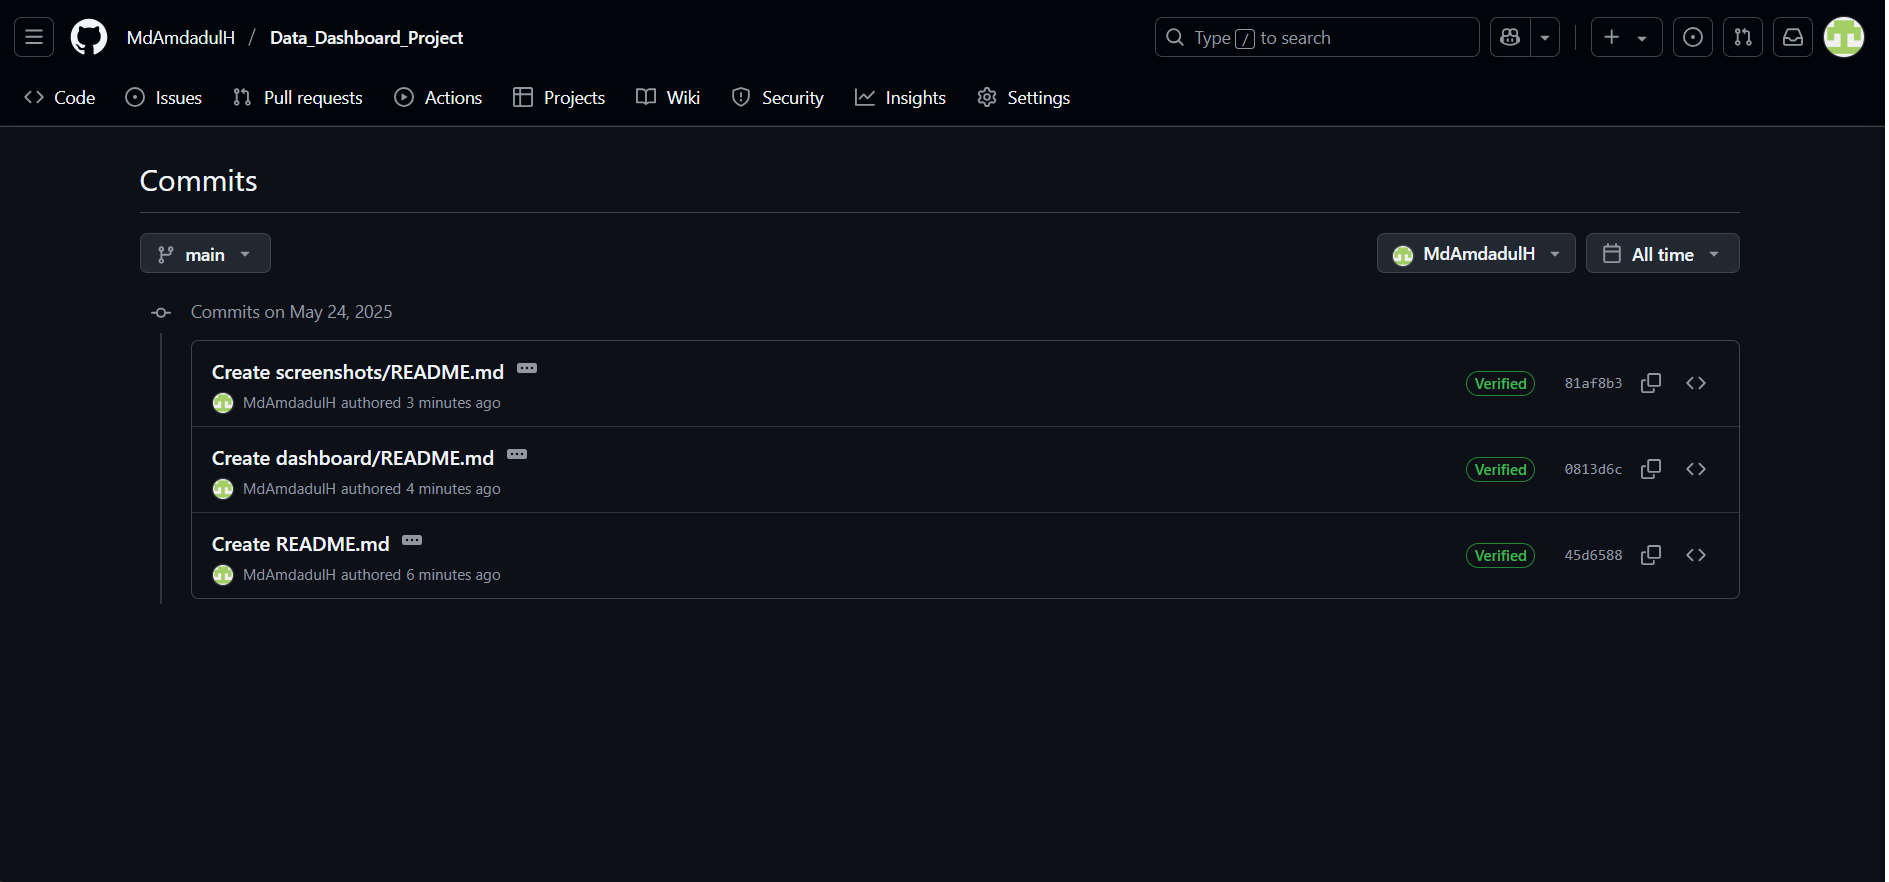 MdAmdadulH / Data_Dashboard_Project
Type / to search
Code Issues Pull requests Actions Projects Wiki Security Insights Settings
Commits
main
MdAmdadulH All time
Commits on May 24, 2025
Create screenshots/README.md
MdAmdadulH authored 3 minutes ago
Verified 81af8b3
Create dashboard/README.md
MdAmdadulH authored 4 minutes ago
Verified 0813d6c
Create README.md
MdAmdadulH authored 6 minutes ago
Verified 45d6588